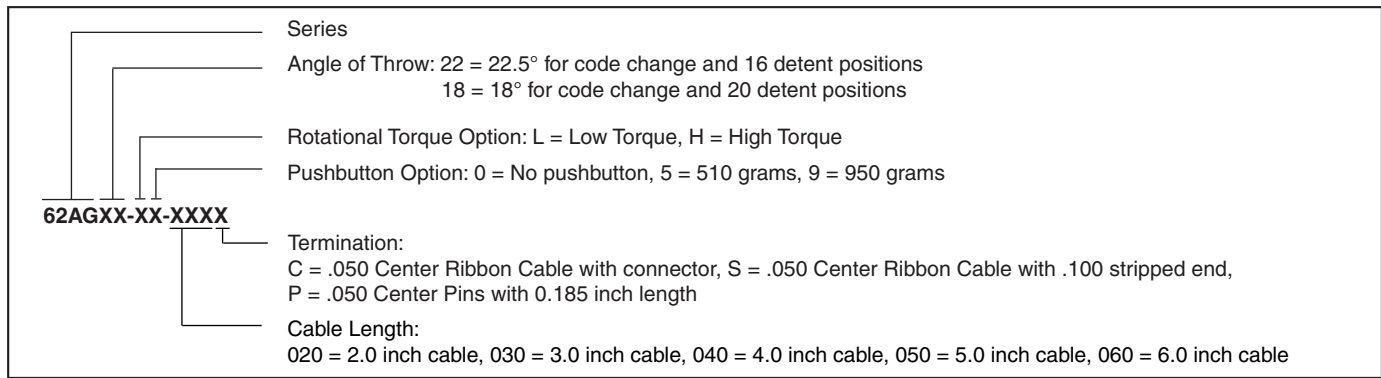 Series
Angle of Throw: 22 = 22.5° for code change and 16 detent positions
18 = 18° for code change and 20 detent positions
Rotational Torque Option: L = Low Torque, H = High Torque
Pushbutton Option: 0 = No pushbutton, 5 = 510 grams, 9 = 950 grams
62AGXX-XX-XXXX
Termination:
C = .050 Center Ribbon Cable with connector, S = .050 Center Ribbon Cable with .100 stripped end,
P = .050 Center Pins with 0.185 inch length
Cable Length:
020 = 2.0 inch cable, 030 = 3.0 inch cable, 040 = 4.0 inch cable, 050 = 5.0 inch cable, 060 = 6.0 inch cable